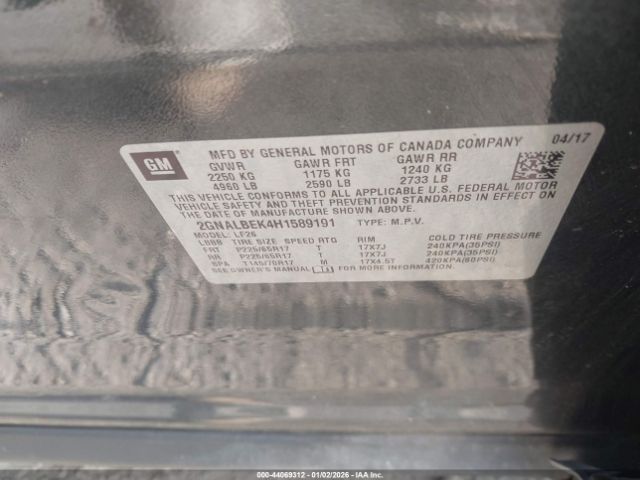 GM
MFD BY GENERAL MOTORS OF CANADA COMPANY 04/17
GVWR GAWR FRT GAWR RR
2250 KG 1175 KG 1240 KG
4960 LB 2590 LB 2733 LB
THIS VEHICLE CONFORMS TO ALL APPLICABLE U.S. FEDERAL MOTOR
VEHICLE SAFETY AND THEFT PREVENTION STANDARDS IN EFFECT ON
THE DATE OF MANUFACTURE SHOWN ABOVE.
2GNALBEK4H1589191 TYPE: M.P.V.
MODEL: LF26
TIRE SIZE SPEED RTG RIM COLD TIRE PRESSURE
FRT P225/65R17 T 17X7J 240KPA(35PSI)
RR P225/65R17 T 17X7J 240KPA(35PSI)
SPA T145/70R17 M 17X4.5T 420KPA(60PSI)
SEE OWNER'S MANUAL FOR MORE INFORMATION.
000-44069312 | 01/02/2026 - IAAI.COM